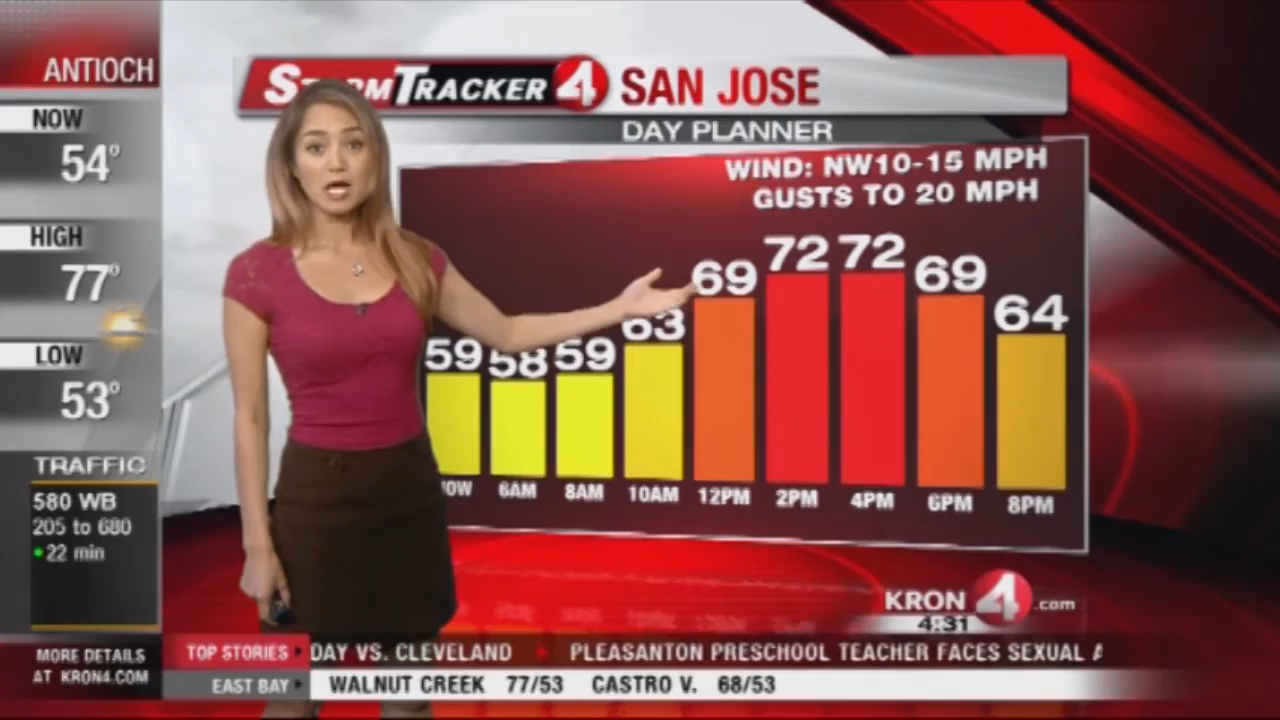 ANTIOCH
NOW
54°
HIGH
77°
LOW
53°
TRAFFIC
580 WB
205 to 680
22 min
MORE DETAILS
AT KRON4.COM
STORMTRACKER 4 SAN JOSE
DAY PLANNER
WIND: NW10-15 MPH
GUSTS TO 20 MPH
59 58 59 63 69 72 72 69 64
NOW 6AM 8AM 10AM 12PM 2PM 4PM 6PM 8PM
KRON 4 .com
4:31
TOP STORIES DAY VS. CLEVELAND PLEASANTON PRESCHOOL TEACHER FACES SEXUAL
EAST BAY WALNUT CREEK 77/53 CASTRO V. 68/53